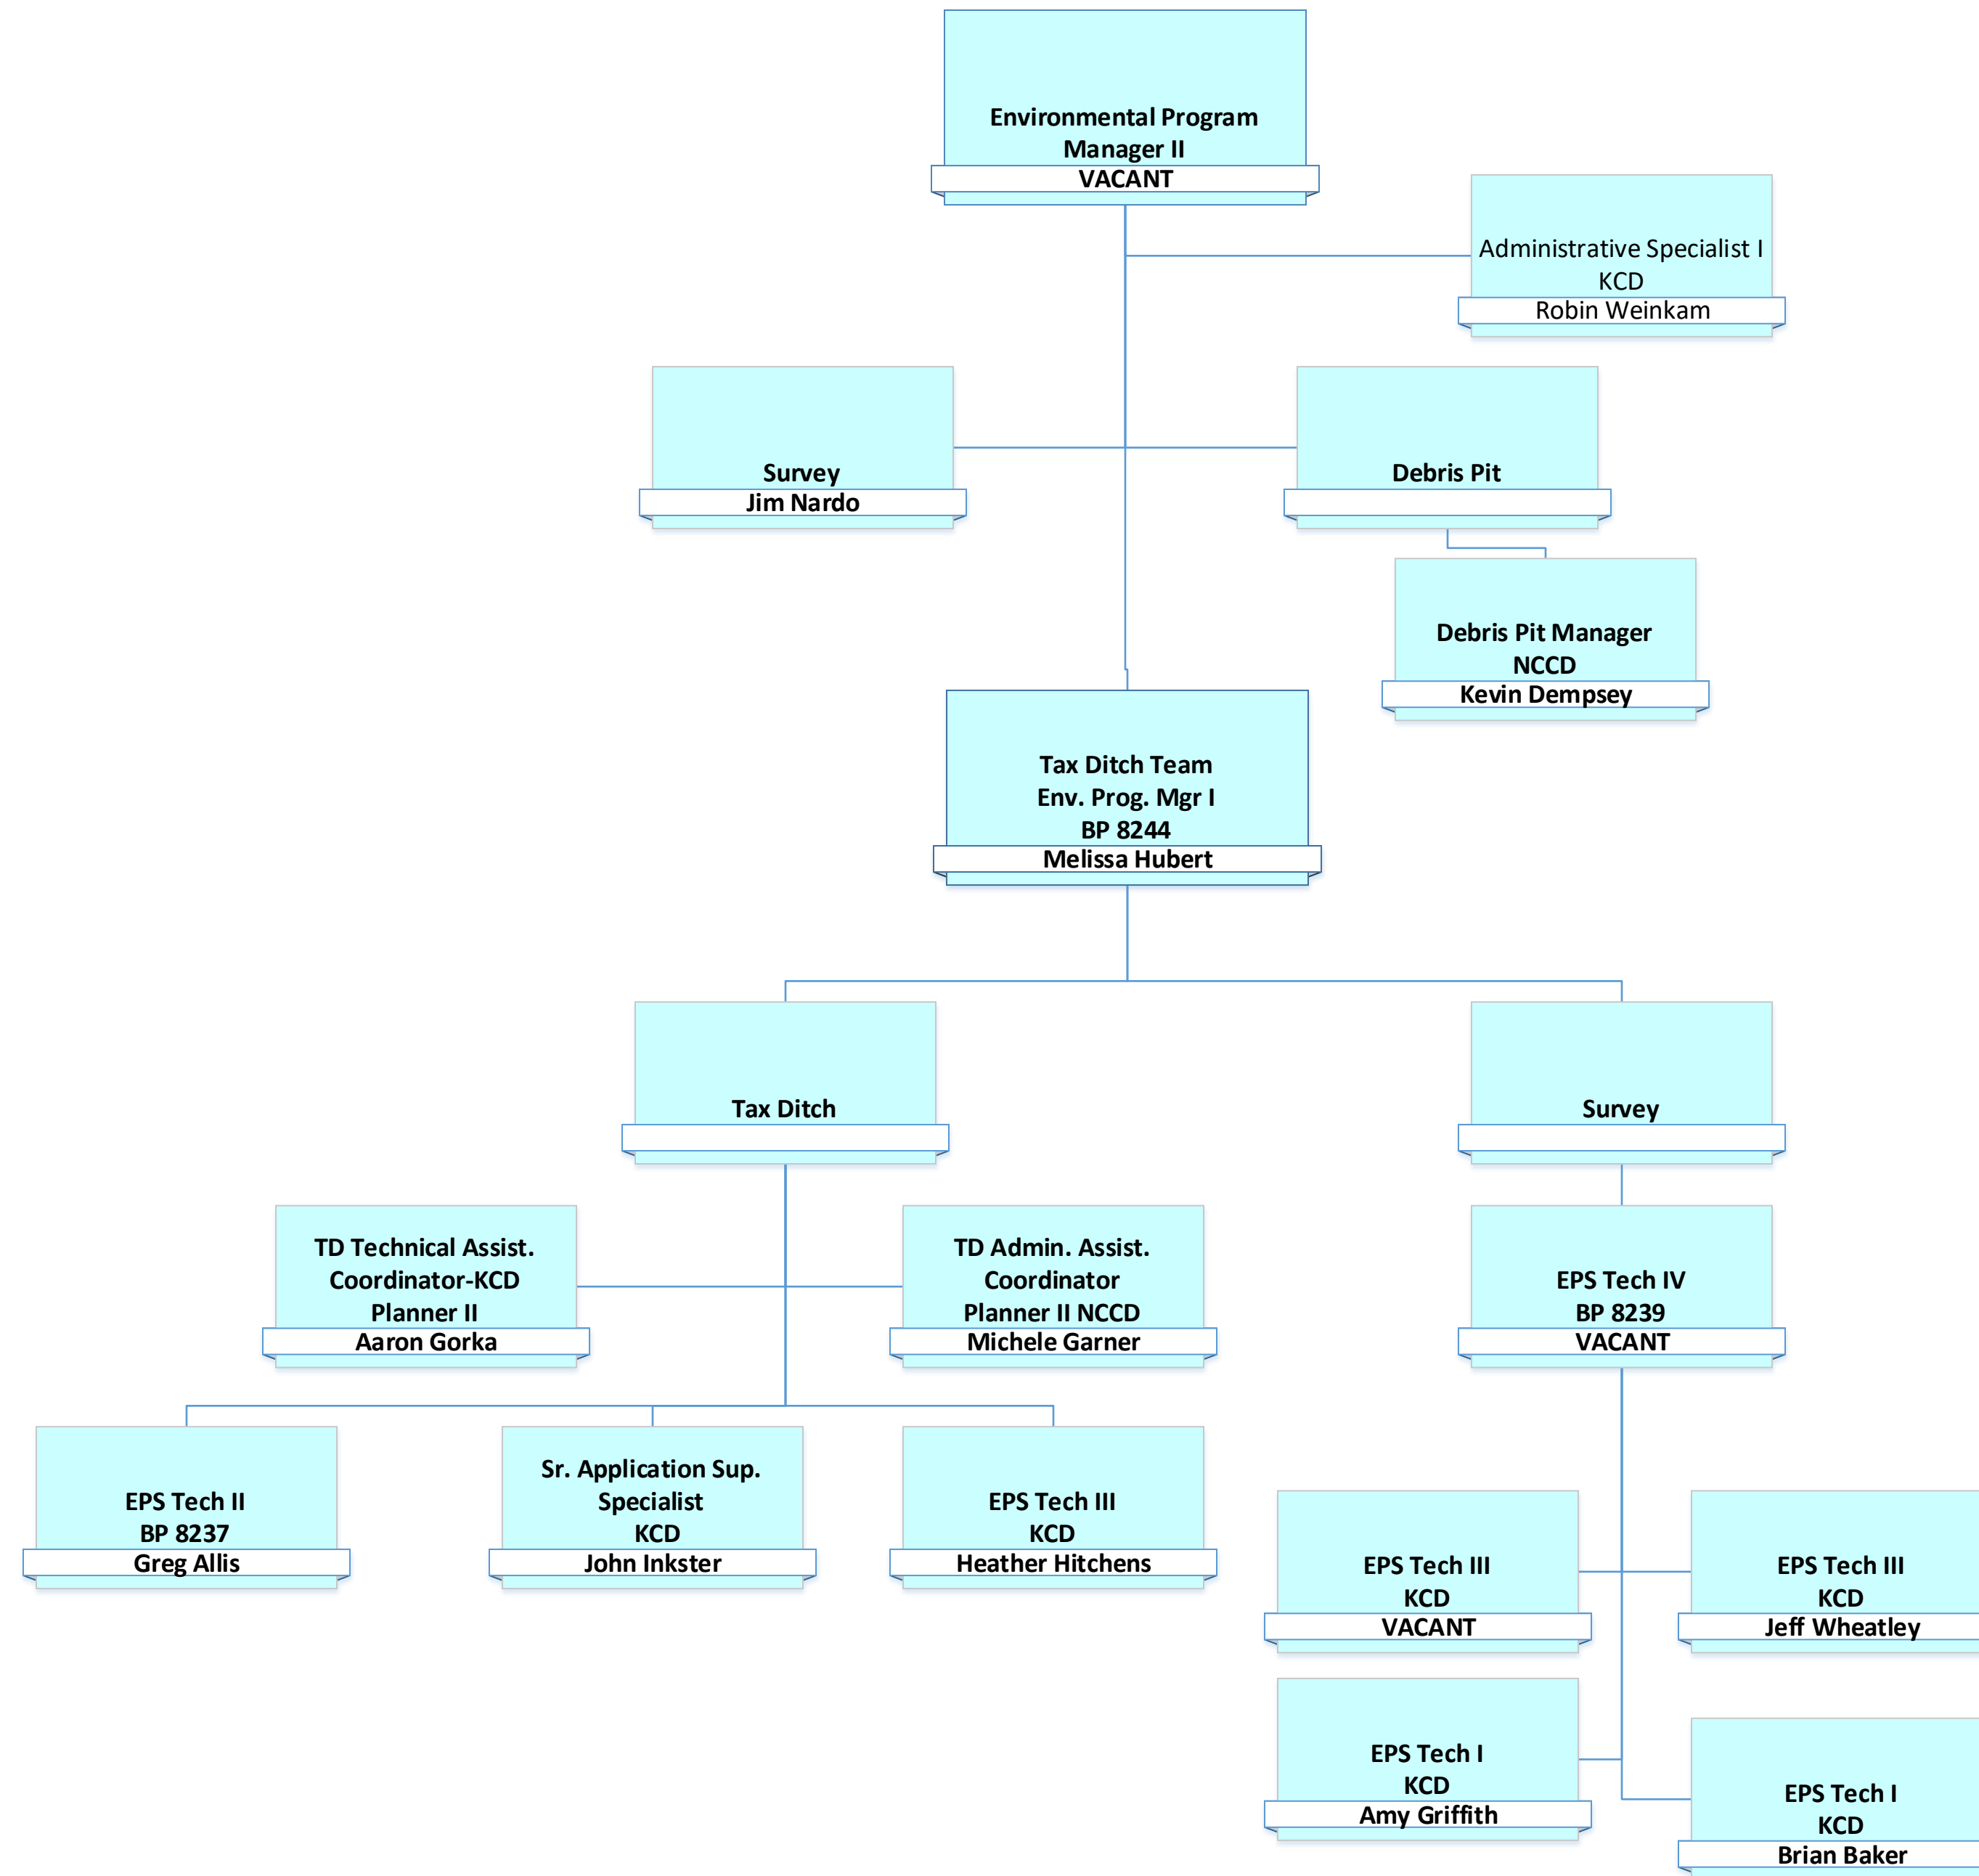 Environmental Program
Manager II
VACANT
Administrative Specialist I
KCD
Robin Weinkam
Survey
Jim Nardo
Debris Pit
Debris Pit Manager
NCCD
Kevin Dempsey
Tax Ditch Team
Env. Prog. Mgr I
BP 8244
Melissa Hubert
Tax Ditch
Survey
TD Technical Assist.
Coordinator-KCD
Planner II
Aaron Gorka
TD Admin. Assist.
Coordinator
Planner II NCCD
Michele Garner
EPS Tech IV
BP 8239
VACANT
EPS Tech II
BP 8237
Greg Allis
Sr. Application Sup.
Specialist
KCD
John Inkster
EPS Tech III
KCD
Heather Hitchens
EPS Tech III
KCD
VACANT
EPS Tech III
KCD
Jeff Wheatley
EPS Tech I
KCD
Amy Griffith
EPS Tech I
KCD
Brian Baker